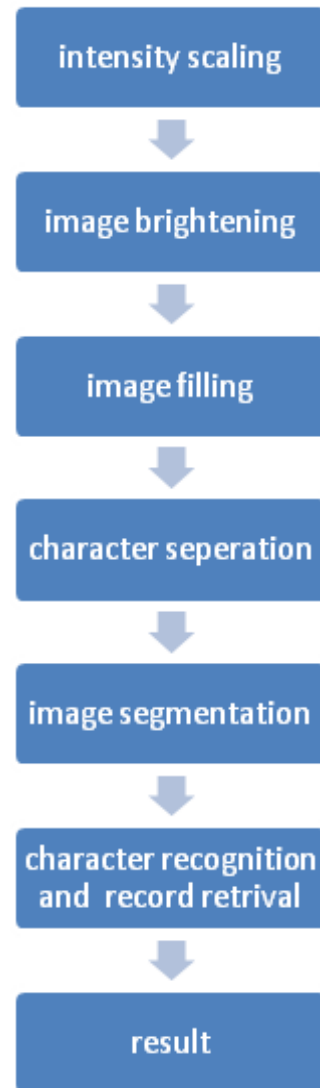 intensity scaling
image brightening
image filling
character seperation
image segmentation
character recognition
and record retrival
result